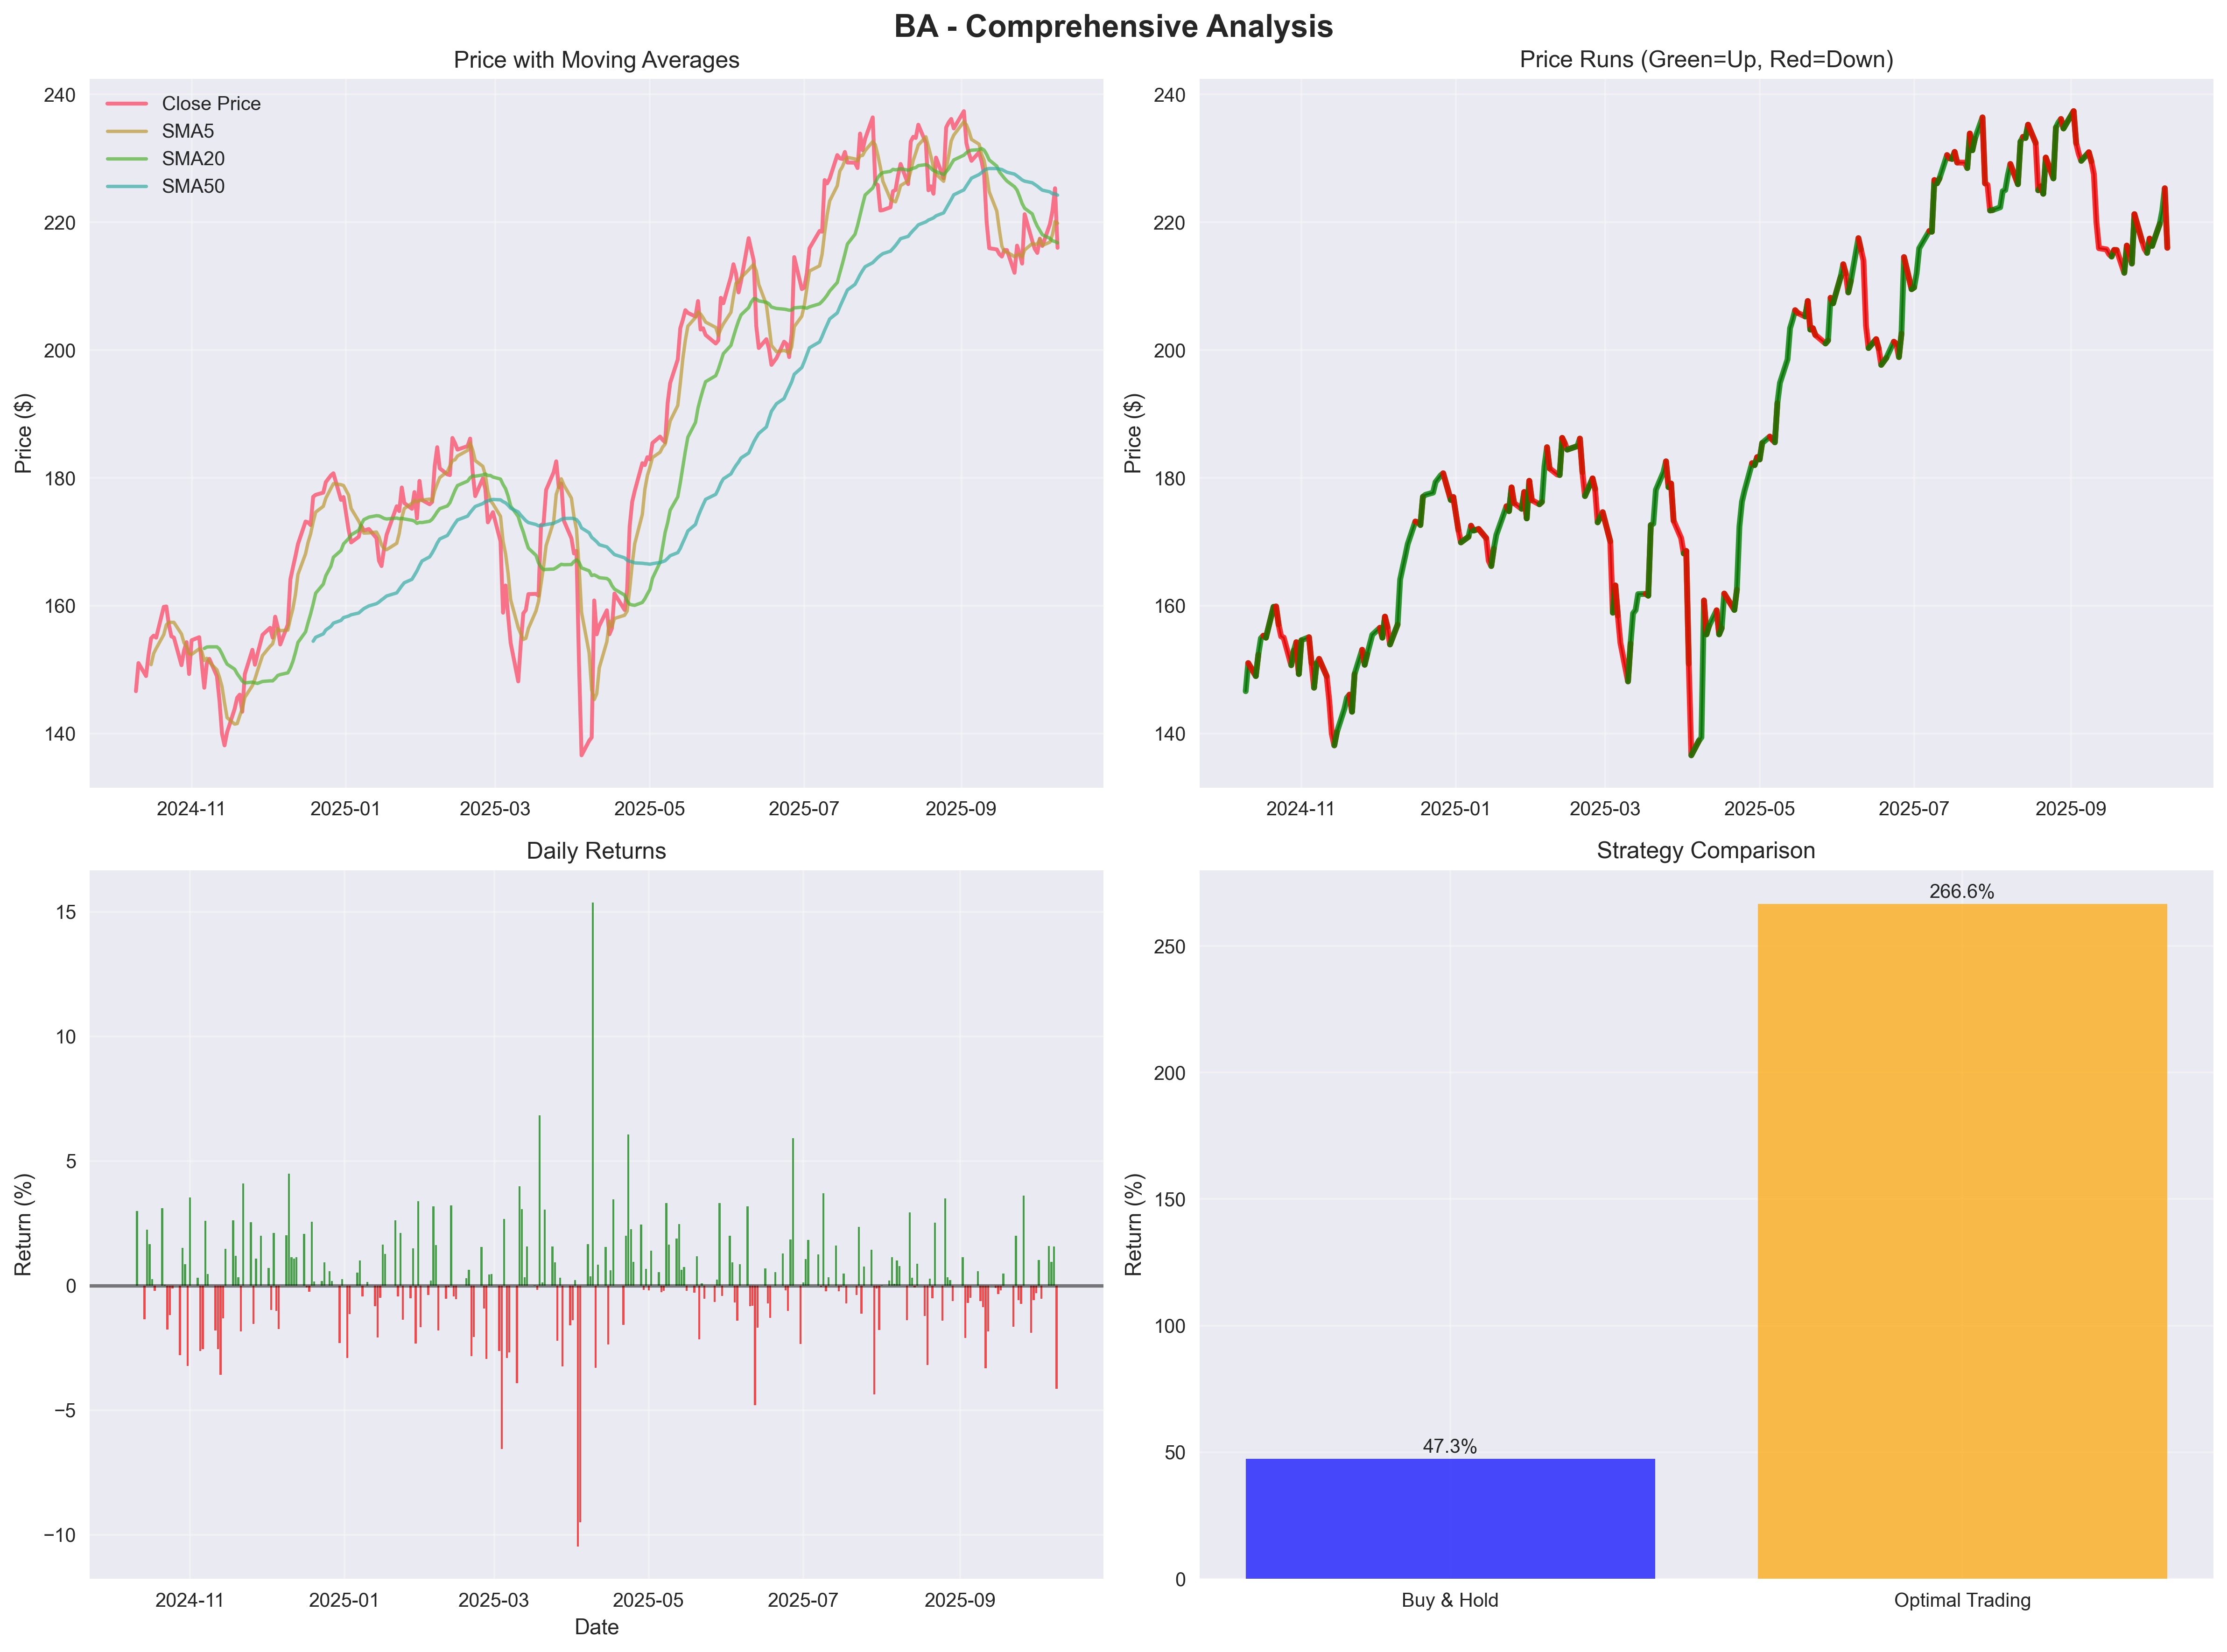 BA - Comprehensive Analysis
Price with Moving Averages
Close Price
SMA5
SMA20
SMA50
Price ($)
240
220
200
180
160
140
2024-11 2025-01 2025-03 2025-05 2025-07 2025-09
Price Runs (Green=Up, Red=Down)
Price ($)
240
220
200
180
160
140
2024-11 2025-01 2025-03 2025-05 2025-07 2025-09
Daily Returns
Return (%)
15
10
5
0
−5
−10
2024-11 2025-01 2025-03 2025-05 2025-07 2025-09
Date
Strategy Comparison
Return (%)
250
200
150
100
50
0
47.3%
266.6%
Buy & Hold Optimal Trading